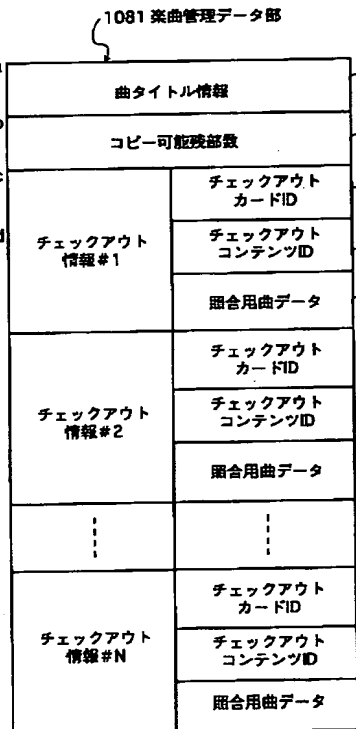 1081 楽曲管理データ部
曲タイトル情報
コピー可能残部数
チェックアウト
情報#1
チェックアウト
カードID
チェックアウト
コンテンツID
照合用曲データ
チェックアウト
情報#2
チェックアウト
カードID
チェックアウト
コンテンツID
照合用曲データ
チェックアウト
情報#N
チェックアウト
カードID
チェックアウト
コンテンツID
照合用曲データ